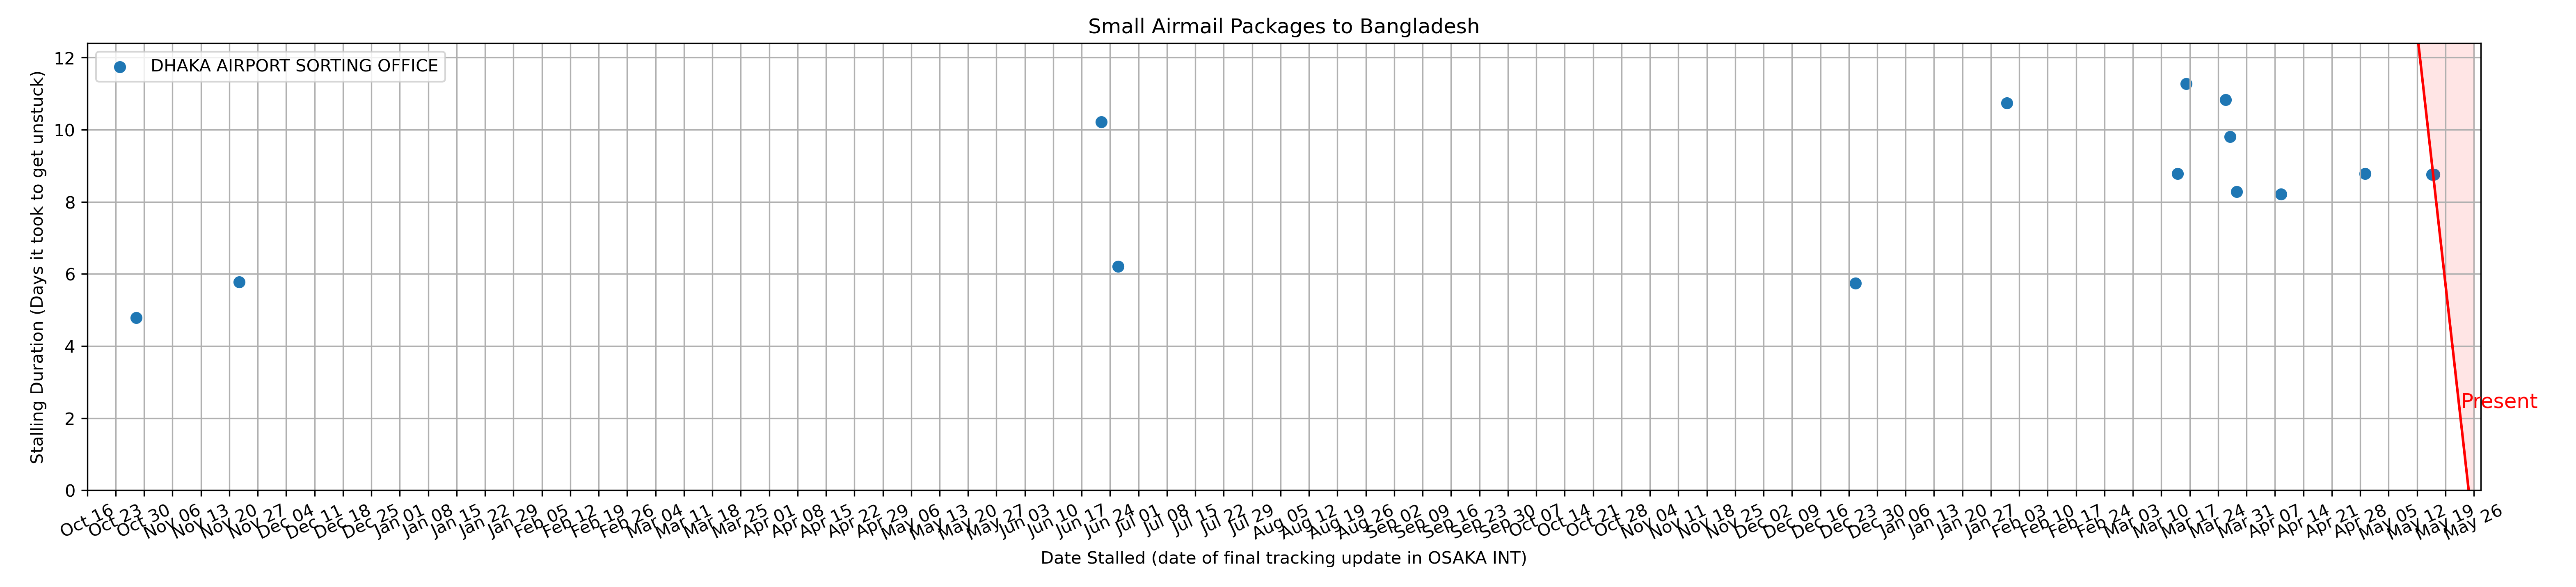 Small Airmail Packages to Bangladesh
DHAKA AIRPORT SORTING OFFICE
Stalling Duration (Days it took to get unstuck)
12
10
8
6
4
2
0
Present
Oct 16
Oct 23
Oct 30
Nov 06
Nov 13
Nov 20
Nov 27
Dec 04
Dec 11
Dec 18
Dec 25
Jan 01
Jan 08
Jan 15
Jan 22
Jan 29
Feb 05
Feb 12
Feb 19
Feb 26
Mar 04
Mar 11
Mar 18
Mar 25
Apr 01
Apr 08
Apr 15
Apr 22
Apr 29
May 06
May 13
May 20
May 27
Jun 03
Jun 10
Jun 17
Jun 24
Jul 01
Jul 08
Jul 15
Jul 22
Jul 29
Aug 05
Aug 12
Aug 19
Aug 26
Sep 02
Sep 09
Sep 16
Sep 23
Sep 30
Oct 07
Oct 14
Oct 21
Oct 28
Nov 04
Nov 11
Nov 18
Nov 25
Dec 02
Dec 09
Dec 16
Dec 23
Dec 30
Jan 06
Jan 13
Jan 20
Jan 27
Feb 03
Feb 10
Feb 17
Feb 24
Mar 03
Mar 10
Mar 17
Mar 24
Mar 31
Apr 07
Apr 14
Apr 21
Apr 28
May 05
May 12
May 19
May 26
Date Stalled (date of final tracking update in OSAKA INT)